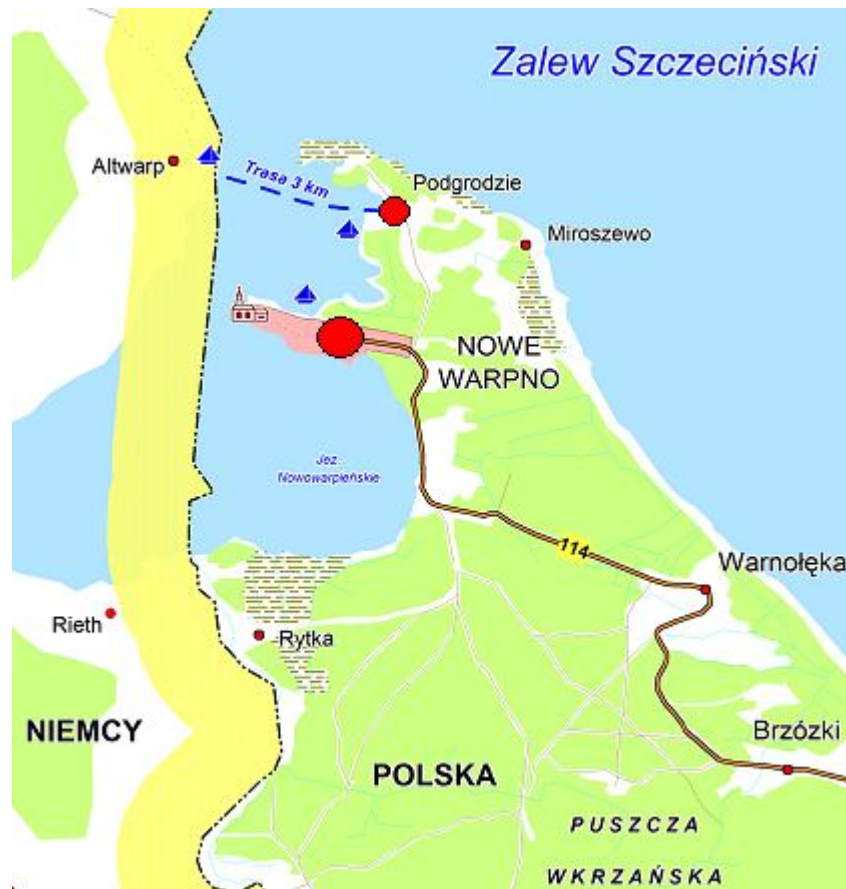 Zalew Szczeciński
Altwarp
Trasa 3 km
Podgrodzie
Miroszewo
NOWE
WARPNO
Jez.
Nowowarpieńskie
114
Warnołęka
Rieth
Rytka
NIEMCY
Brzózki
POLSKA
PUSZCZA
WKRZAŃSKA